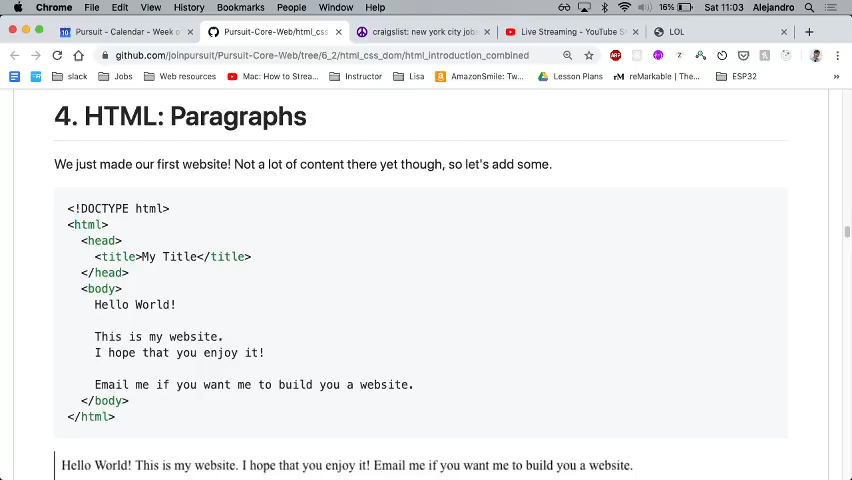 Chrome File Edit View History Bookmarks People Window Help 16% Sat 11:03 Alejandro
Pursuit - Calendar - Week o
Pursuit-Core-Web/html_css
craigslist: new york city jobs
Live Streaming - YouTube S
LOL
github.com/joinpursuit/Pursuit-Core-Web/tree/6_2/html_css_dom/html_introduction_combined
slack Jobs Web resources Mac: How to Strea... Instructor Lisa AmazonSmile: Twin... Lesson Plans reMarkable | The... ESP32 »
4. HTML: Paragraphs
We just made our first website! Not a lot of content there yet though, so let's add some.
<!DOCTYPE html>
<html>
<head>
<title>My Title</title>
</head>
<body>
Hello World!
This is my website.
I hope that you enjoy it!
Email me if you want me to build you a website.
</body>
</html>
Hello World! This is my website. I hope that you enjoy it! Email me if you want me to build you a website.